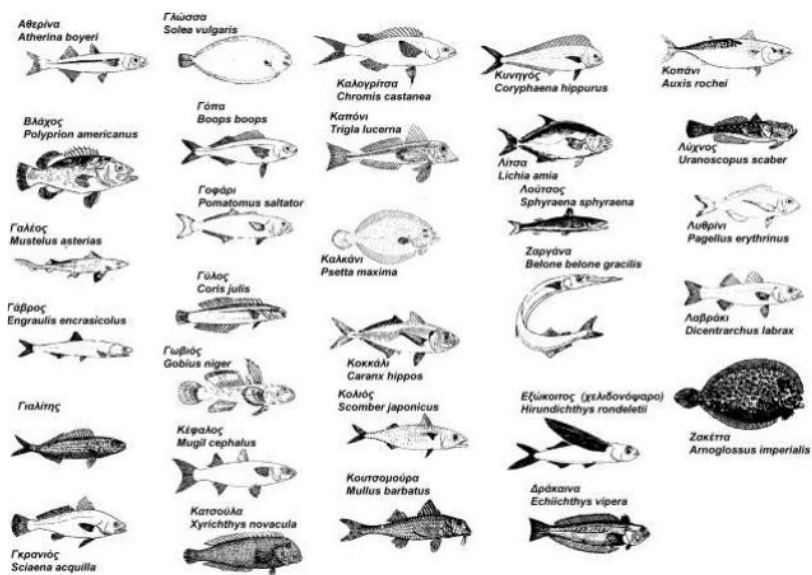 Αθερίνα
Atherina boyeri
Βλάχος
Polyprion americanus
Γαλέος
Mustelus asterias
Γάβρος
Engraulis encrasicolus
Γιαλίτης
Γκρανιός
Sciaena acquilla
Γλώσσα
Solea vulgaris
Γόπα
Boops boops
Γοφάρι
Pomatomus saltator
Γύλος
Coris julis
Γωβιός
Gobius niger
Κέφαλος
Mugil cephalus
Κατσούλα
Xyrichthys novacula
Καλογρίτσα
Chromis castanea
Καπόνι
Trigla lucerna
Καλκάνι
Psetta maxima
Κοκκάλι
Caranx hippos
Κολιός
Scomber japonicus
Κουτσομούρα
Mullus barbatus
Κυνηγός
Coryphaena hippurus
Λίτσα
Lichia amia
Λούτσος
Sphyraena sphyraena
Ζαργάνα
Belone belone gracilis
Εξώκοιτος (χελιδονόψαρο)
Hirundichthys rondeletii
Δράκαινα
Echiichthys vipera
Κοπάνι
Auxis rochei
Λύχνος
Uranoscopus scaber
Λυθρίνι
Pagellus erythrinus
Λαβράκι
Dicentrarchus labrax
Ζακέττα
Arnoglossus imperialis